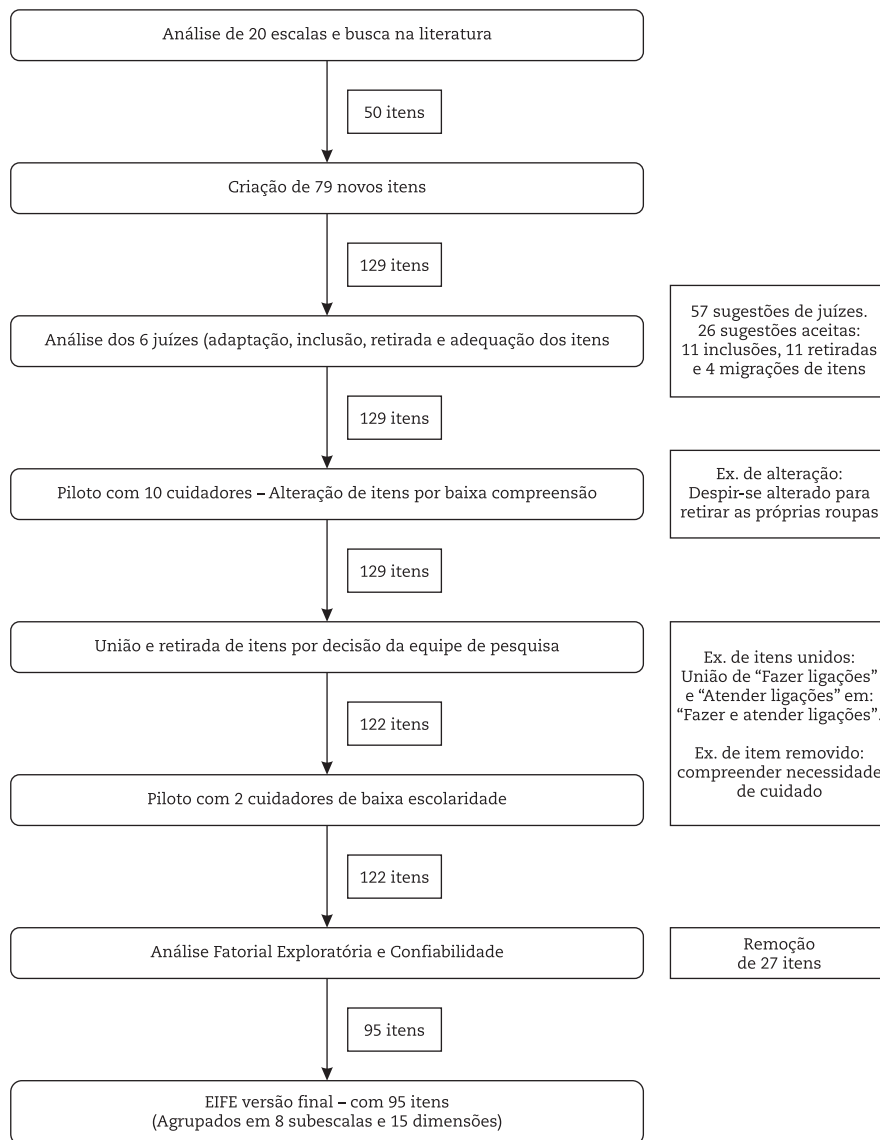 Análise de 20 escalas e busca na literatura
50 itens
Criação de 79 novos itens
129 itens
Análise dos 6 juízes (adaptação, inclusão, retirada e adequação dos itens
57 sugestões de juízes.
26 sugestões aceitas:
11 inclusões, 11 retiradas
e 4 migrações de itens
129 itens
Piloto com 10 cuidadores – Alteração de itens por baixa compreensão
Ex. de alteração:
Despir-se alterado para
retirar as próprias roupas
129 itens
União e retirada de itens por decisão da equipe de pesquisa
Ex. de itens unidos:
União de “Fazer ligações”
e “Atender ligações” em:
“Fazer e atender ligações”.
Ex. de item removido:
compreender necessidade
de cuidado
122 itens
Piloto com 2 cuidadores de baixa escolaridade
122 itens
Análise Fatorial Exploratória e Confiabilidade
Remoção
de 27 itens
95 itens
EIFE versão final – com 95 itens
(Agrupados em 8 subescalas e 15 dimensões)